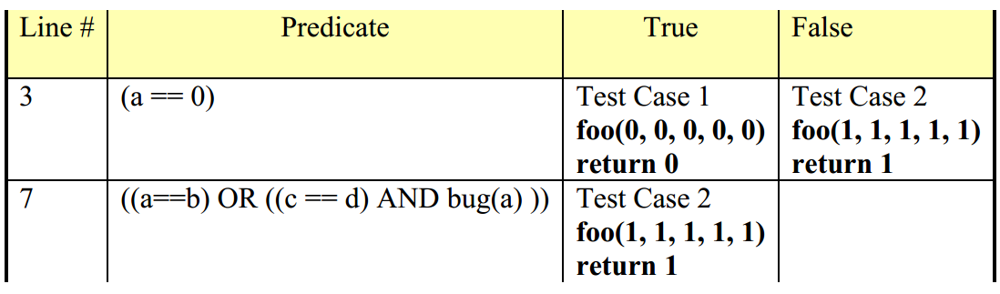 Line # Predicate True False
3 (a == 0) Test Case 1 Test Case 2
foo(0, 0, 0, 0, 0) foo(1, 1, 1, 1, 1)
return 0 return 1
7 ((a==b) OR ((c == d) AND bug(a) )) Test Case 2
foo(1, 1, 1, 1, 1)
return 1